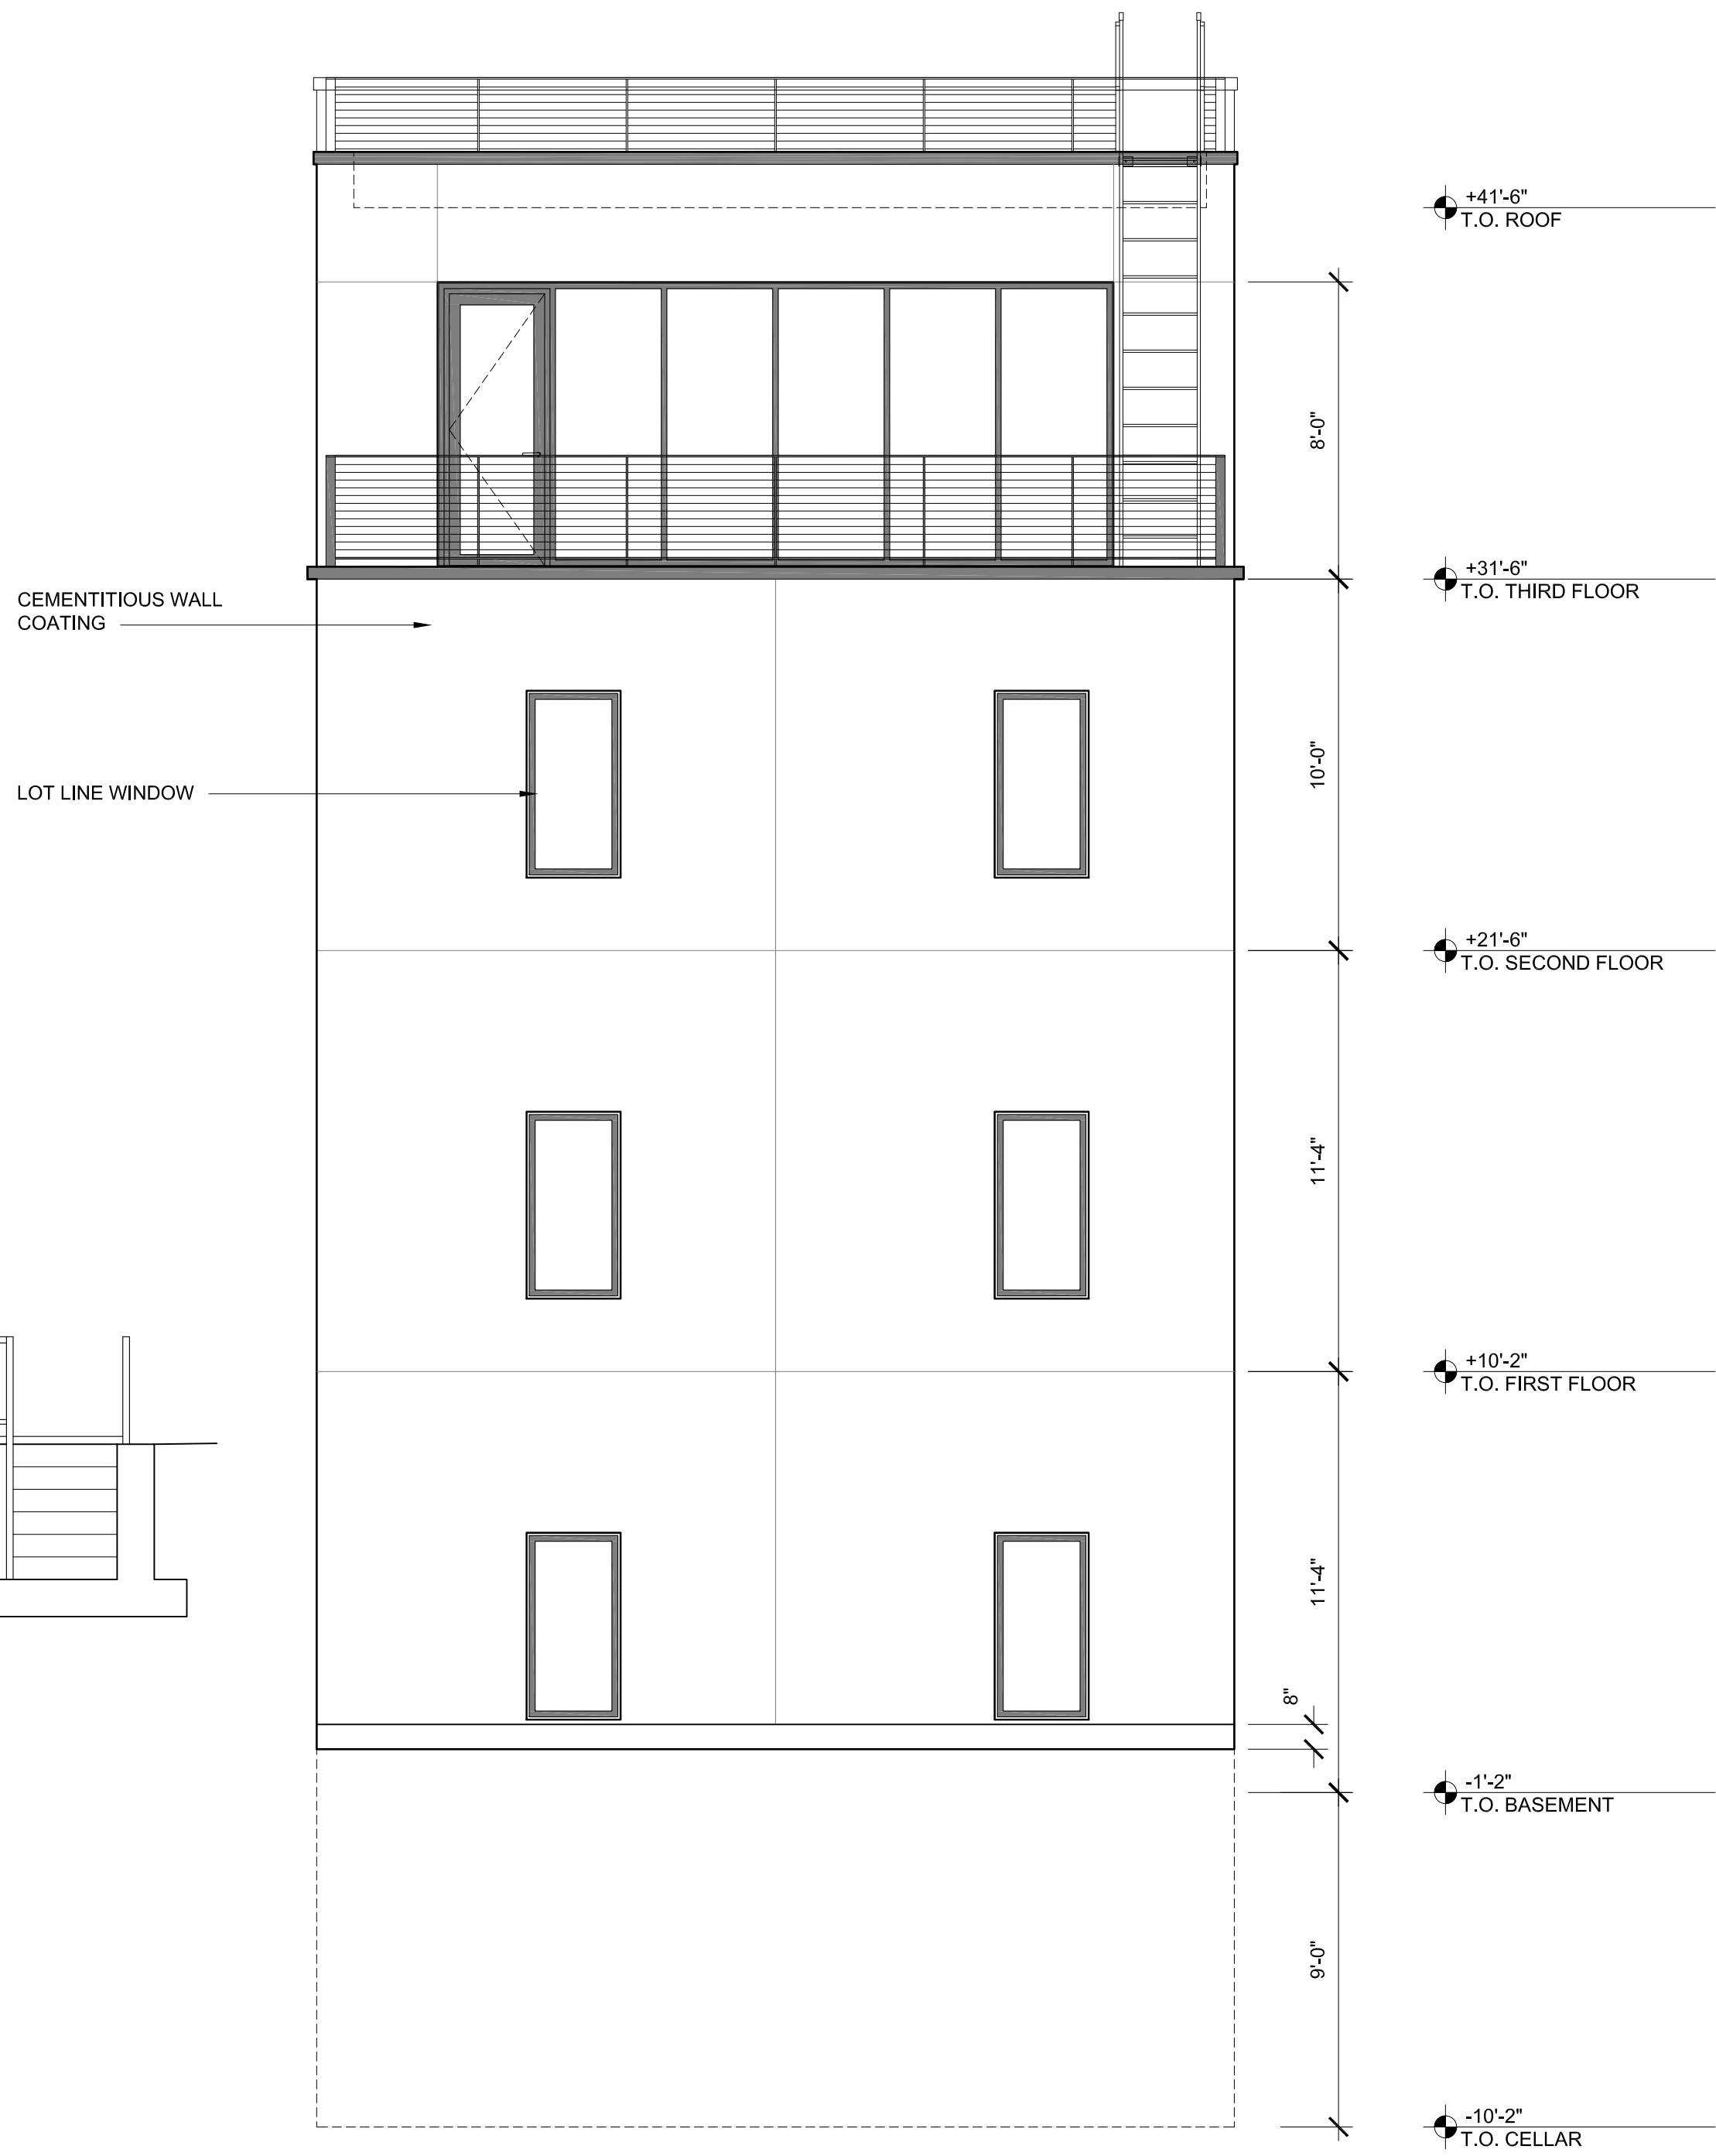 +41'-6"
T.O. ROOF
8'-0"
+31'-6"
T.O. THIRD FLOOR
CEMENTITIOUS WALL
COATING
10'-0"
LOT LINE WINDOW
+21'-6"
T.O. SECOND FLOOR
11'-4"
+10'-2"
T.O. FIRST FLOOR
11'-4"
8"
-1'-2"
T.O. BASEMENT
9'-0"
-10'-2"
T.O. CELLAR